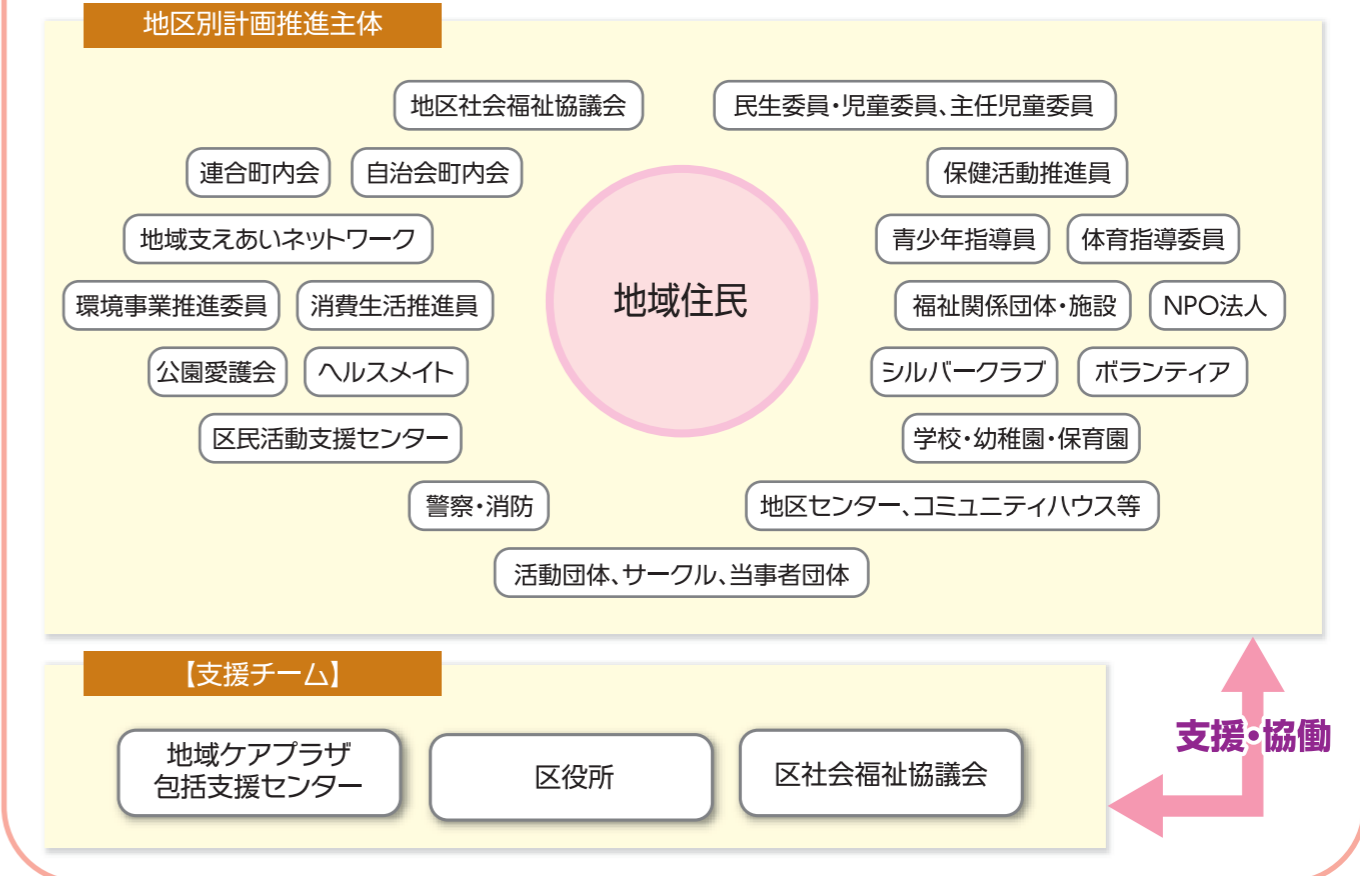 地区別計画推進主体
地区社会福祉協議会
民生委員・児童委員、主任児童委員
連合町内会
自治会町内会
保健活動推進員
地域支えあいネットワーク
青少年指導員
体育指導委員
環境事業推進委員
消費生活推進員
地域住民
福祉関係団体・施設
NPO法人
公園愛護会
ヘルスメイト
シルバークラブ
ボランティア
区民活動支援センター
学校・幼稚園・保育園
警察・消防
地区センター、コミュニティハウス等
活動団体、サークル、当事者団体
【支援チーム】
地域ケアプラザ
包括支援センター
区役所
区社会福祉協議会
支援・協働